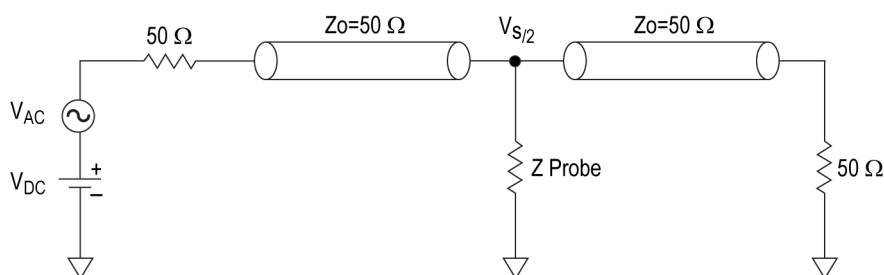 50 Ω
Zo=50 Ω
VS/2
Zo=50 Ω
VAC
VDC
+
–
Z Probe
50 Ω